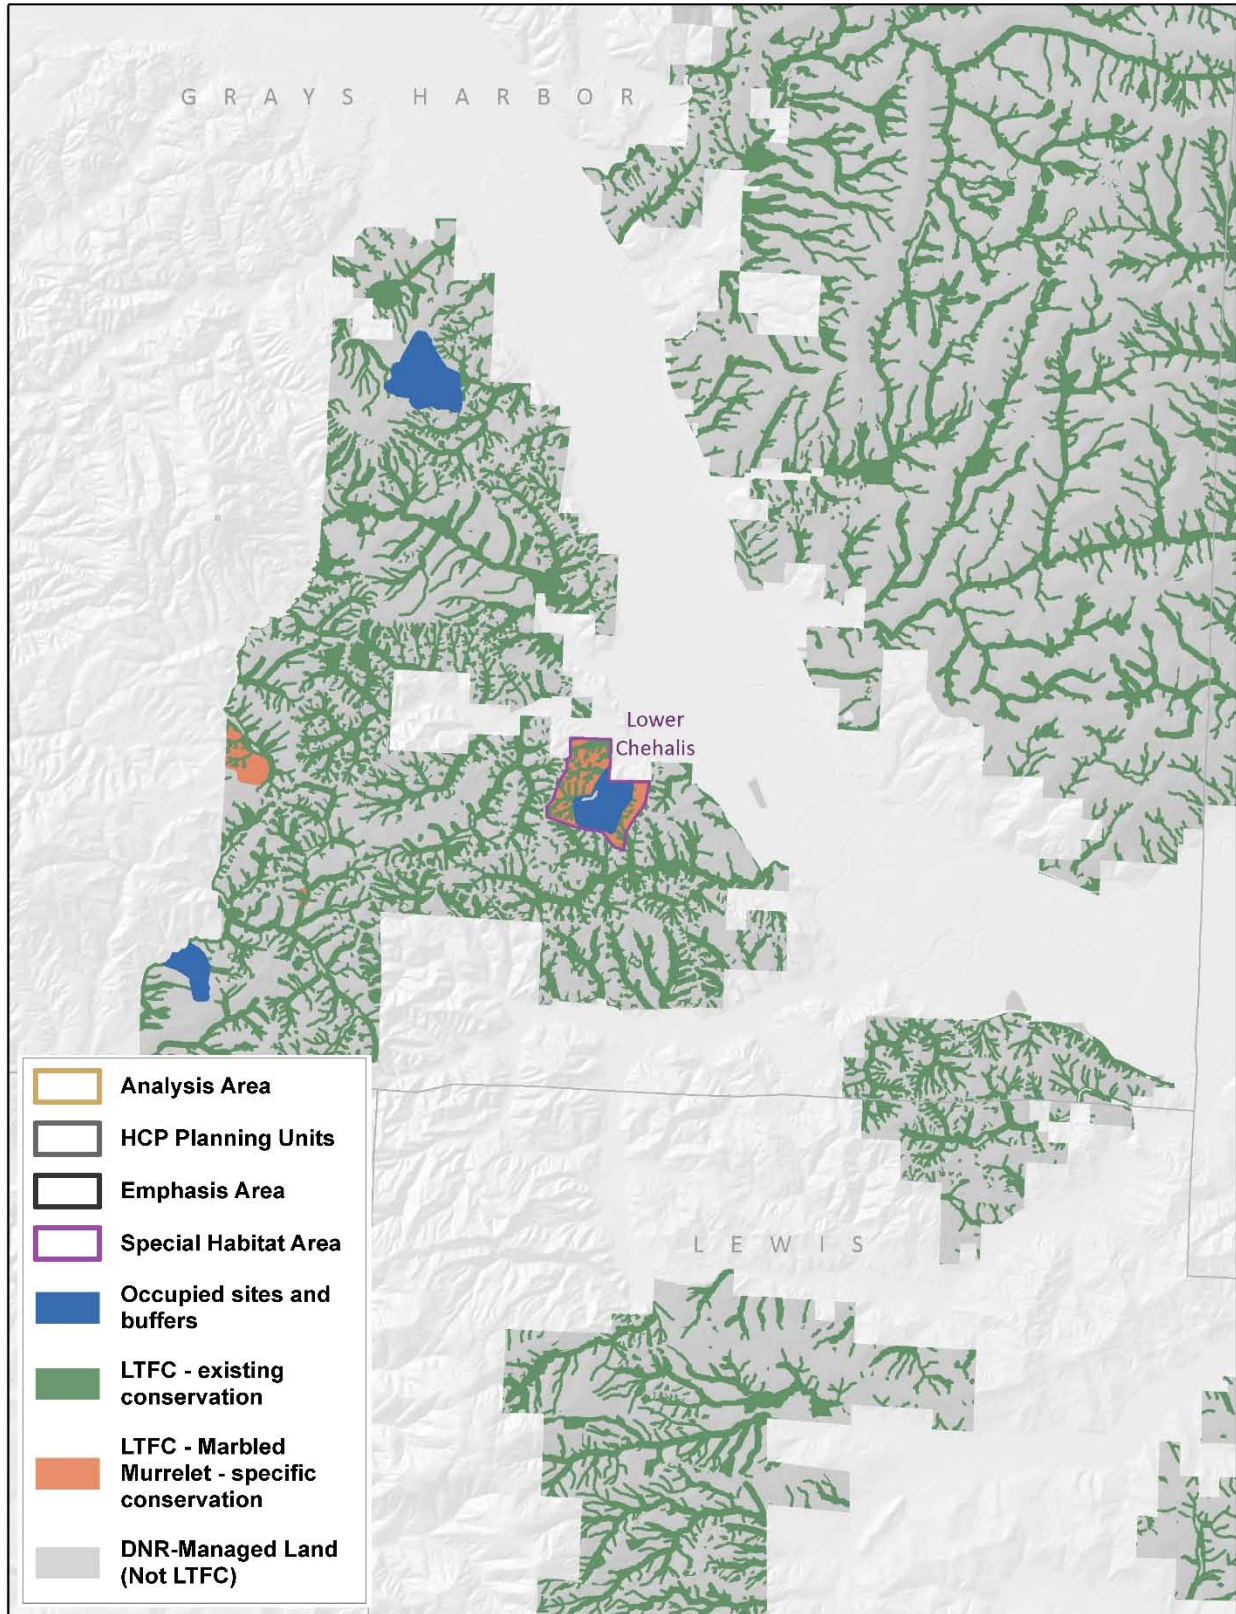 G R A Y S   H A R B O R
Lower
Chehalis
L E W I S
Analysis Area
HCP Planning Units
Emphasis Area
Special Habitat Area
Occupied sites and
buffers
LTFC - existing
conservation
LTFC - Marbled
Murrelet - specific
conservation
DNR-Managed Land
(Not LTFC)